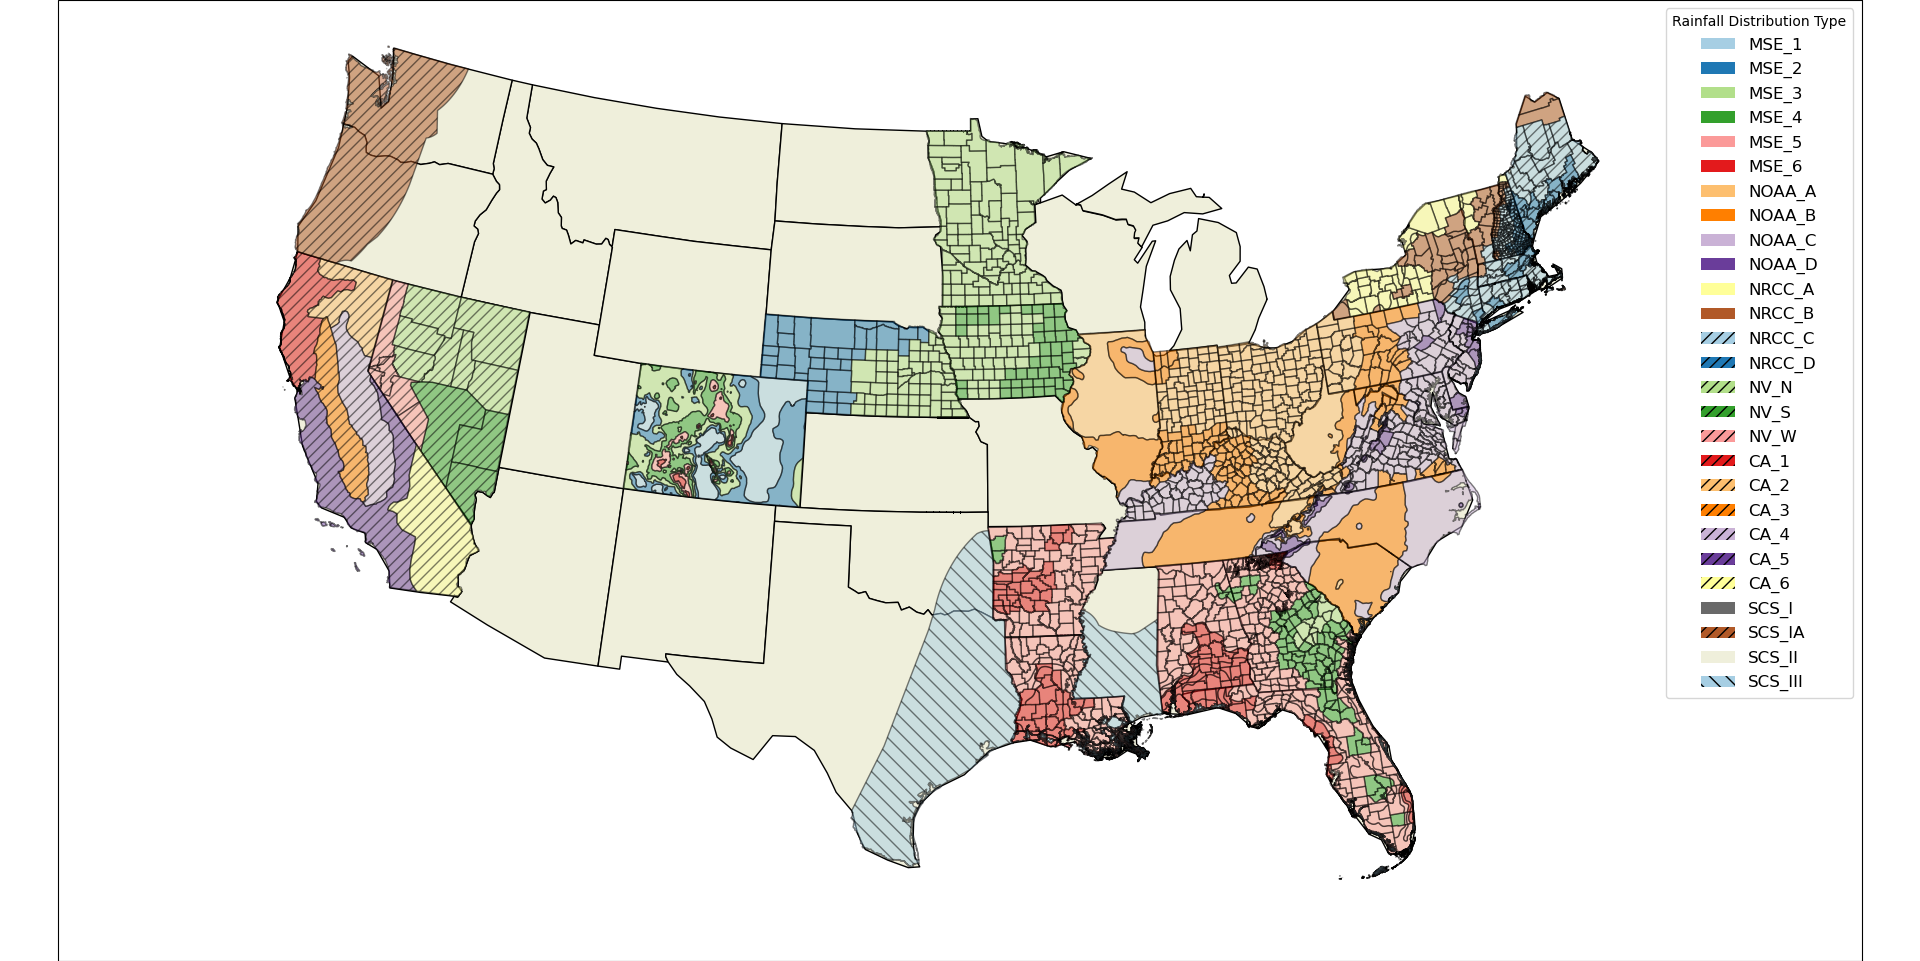 Rainfall Distribution Type
MSE_1
MSE_2
MSE_3
MSE_4
MSE_5
MSE_6
NOAA_A
NOAA_B
NOAA_C
NOAA_D
NRCC_A
NRCC_B
NRCC_C
NRCC_D
NV_N
NV_S
NV_W
CA_1
CA_2
CA_3
CA_4
CA_5
CA_6
SCS_I
SCS_IA
SCS_II
SCS_III